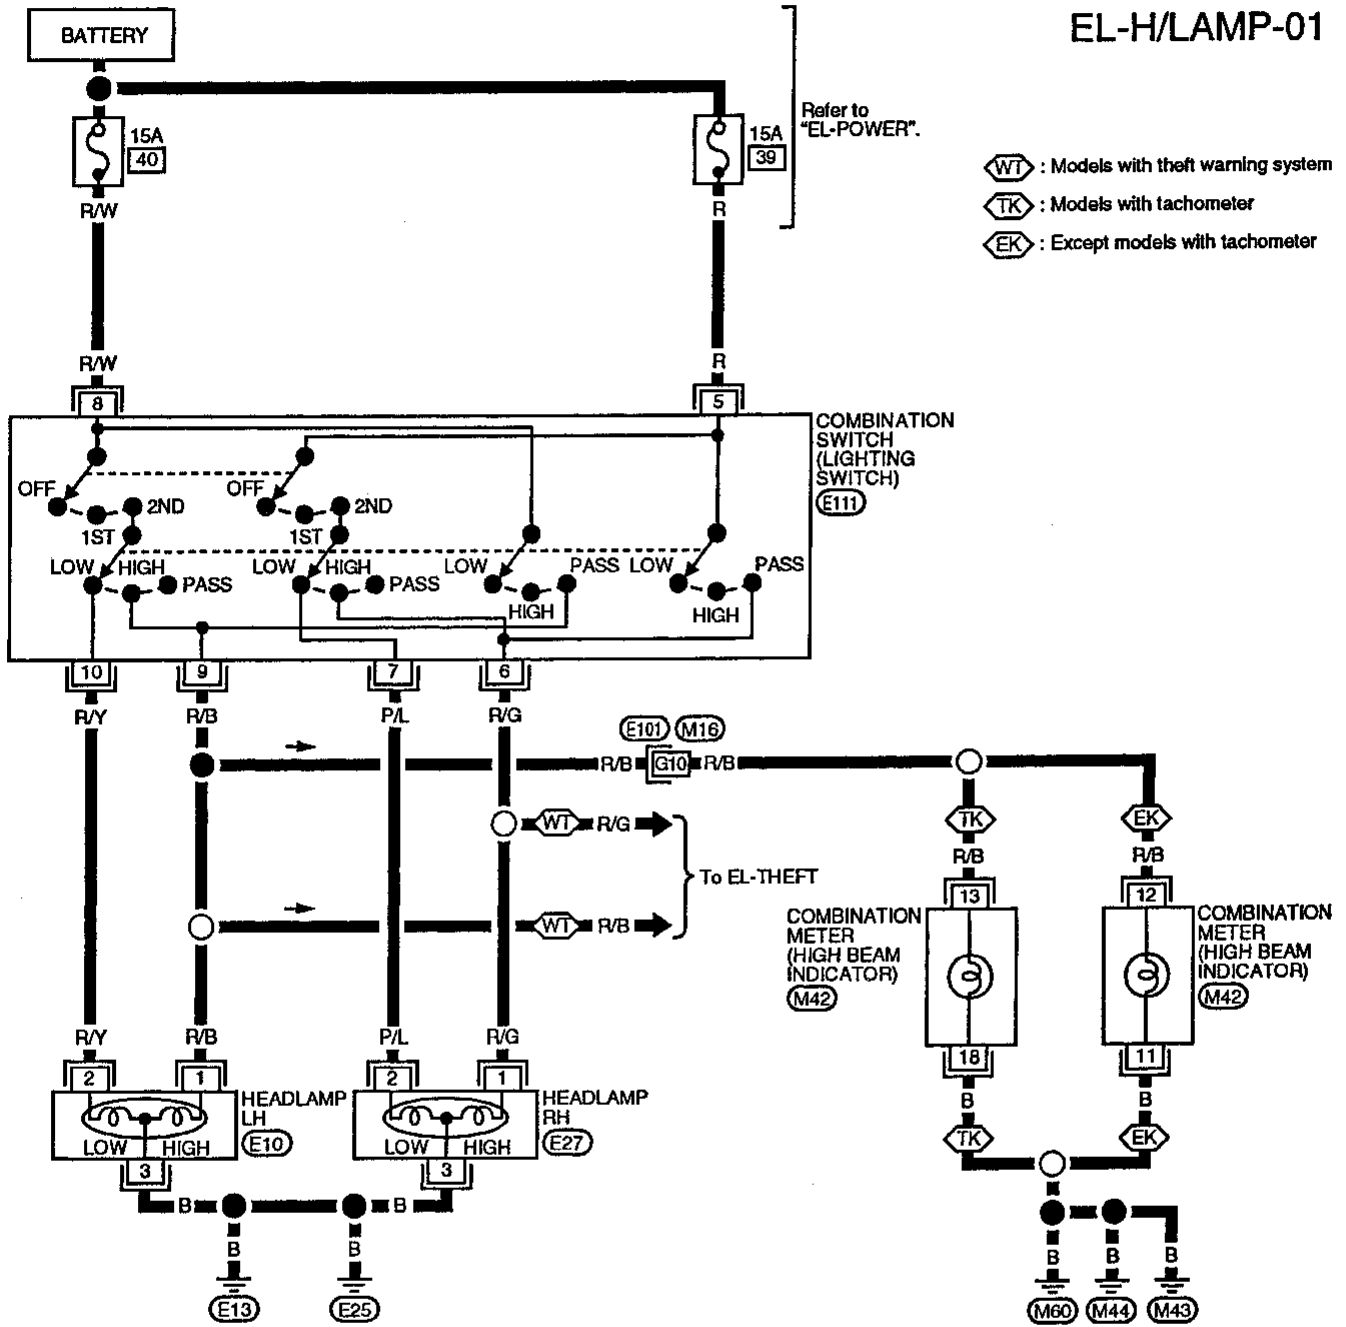 EL-H/LAMP-01
BATTERY
15A
40
15A
39
Refer to
"EL-POWER".
WT : Models with theft warning system
TK : Models with tachometer
EK : Except models with tachometer
R/W
R
R/W
R
8
5
COMBINATION
SWITCH
(LIGHTING
SWITCH)
E111
OFF
1ST
2ND
OFF
1ST
2ND
LOW
HIGH
PASS
LOW
HIGH
PASS
LOW
HIGH
PASS
LOW
HIGH
PASS
10
9
7
6
R/Y
R/B
P/L
R/G
E101
M16
R/B
G10
R/B
WT
R/G
To EL-THEFT
WT
R/B
TK
EK
R/B
R/B
13
12
COMBINATION
METER
(HIGH BEAM
INDICATOR)
M42
COMBINATION
METER
(HIGH BEAM
INDICATOR)
M42
18
11
B
B
TK
EK
R/Y
R/B
P/L
R/G
2
1
2
1
HEADLAMP
LH
E10
HEADLAMP
RH
E27
LOW
HIGH
LOW
HIGH
3
3
B
B
B
B
B
B
B
E13
E25
M60
M44
M43